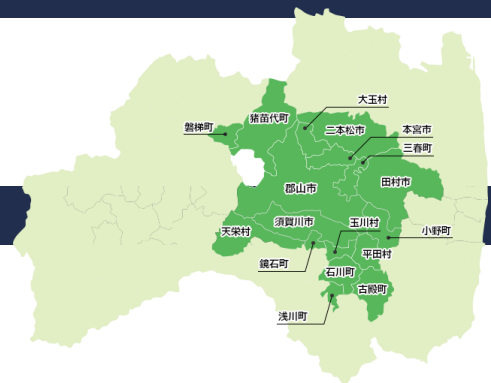 大玉村
猪苗代町
磐梯町
二本松市
本宮市
三春町
郡山市
田村市
須賀川市
玉川村
天栄村
小野町
平田村
鏡石町
石川町
古殿町
浅川町